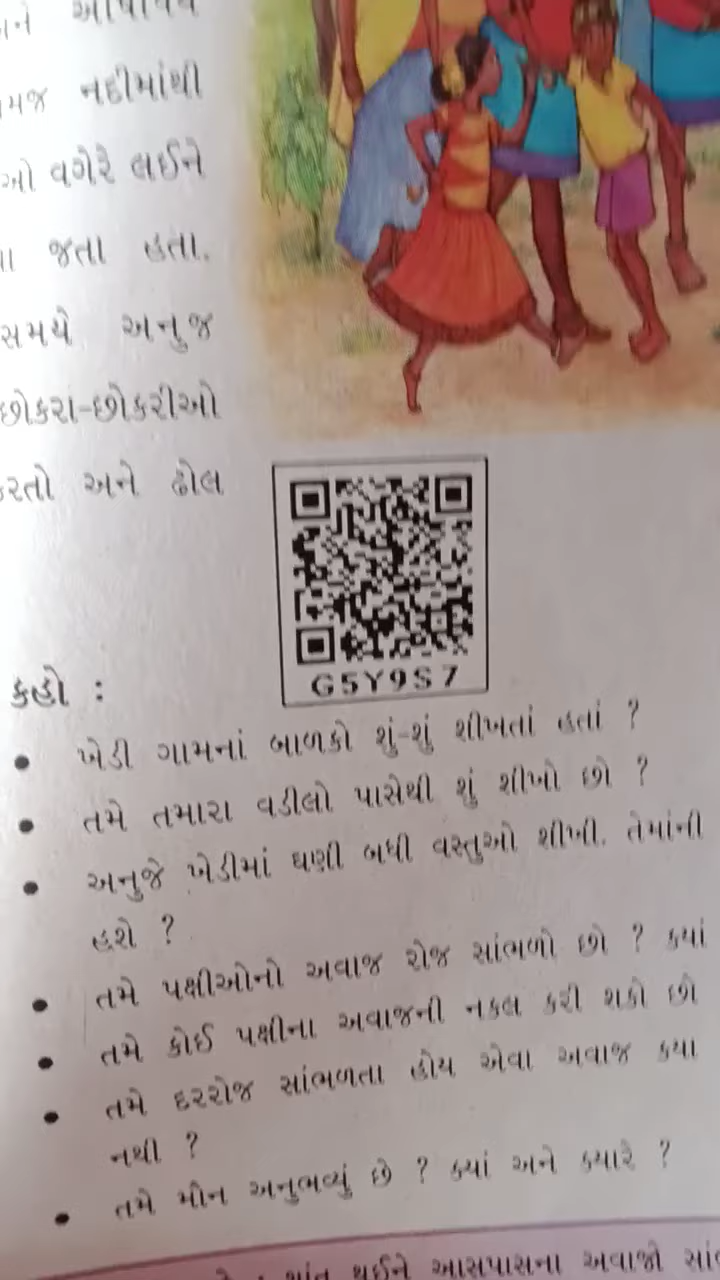 નદીમાંથી
વગેરે લઈને
જતા હતા.
સમયે અનુજ
છોકરાં-છોકરીઓ
અને ઢોલ
G5Y9S7
કહો :
• ખેડી ગામનાં બાળકો શું-શું શીખતાં હતાં ?
• તમે તમારા વડીલો પાસેથી શું શીખો છો ?
• અનુજે ખેડીમાં ઘણી બધી વસ્તુઓ શીખી. તેમાંની
હશે ?
• તમે પક્ષીઓનો અવાજ રોજ સાંભળો છો ? ક્યાં
• તમે કોઈ પક્ષીના અવાજની નકલ કરી શકો છો
• તમે દરરોજ સાંભળતા હોય એવા અવાજ કયા
નથી ?
• તમે મૌન અનુભવ્યું છે ? ક્યાં અને ક્યારે ?
શાંત થઈને આસપાસના અવાજો